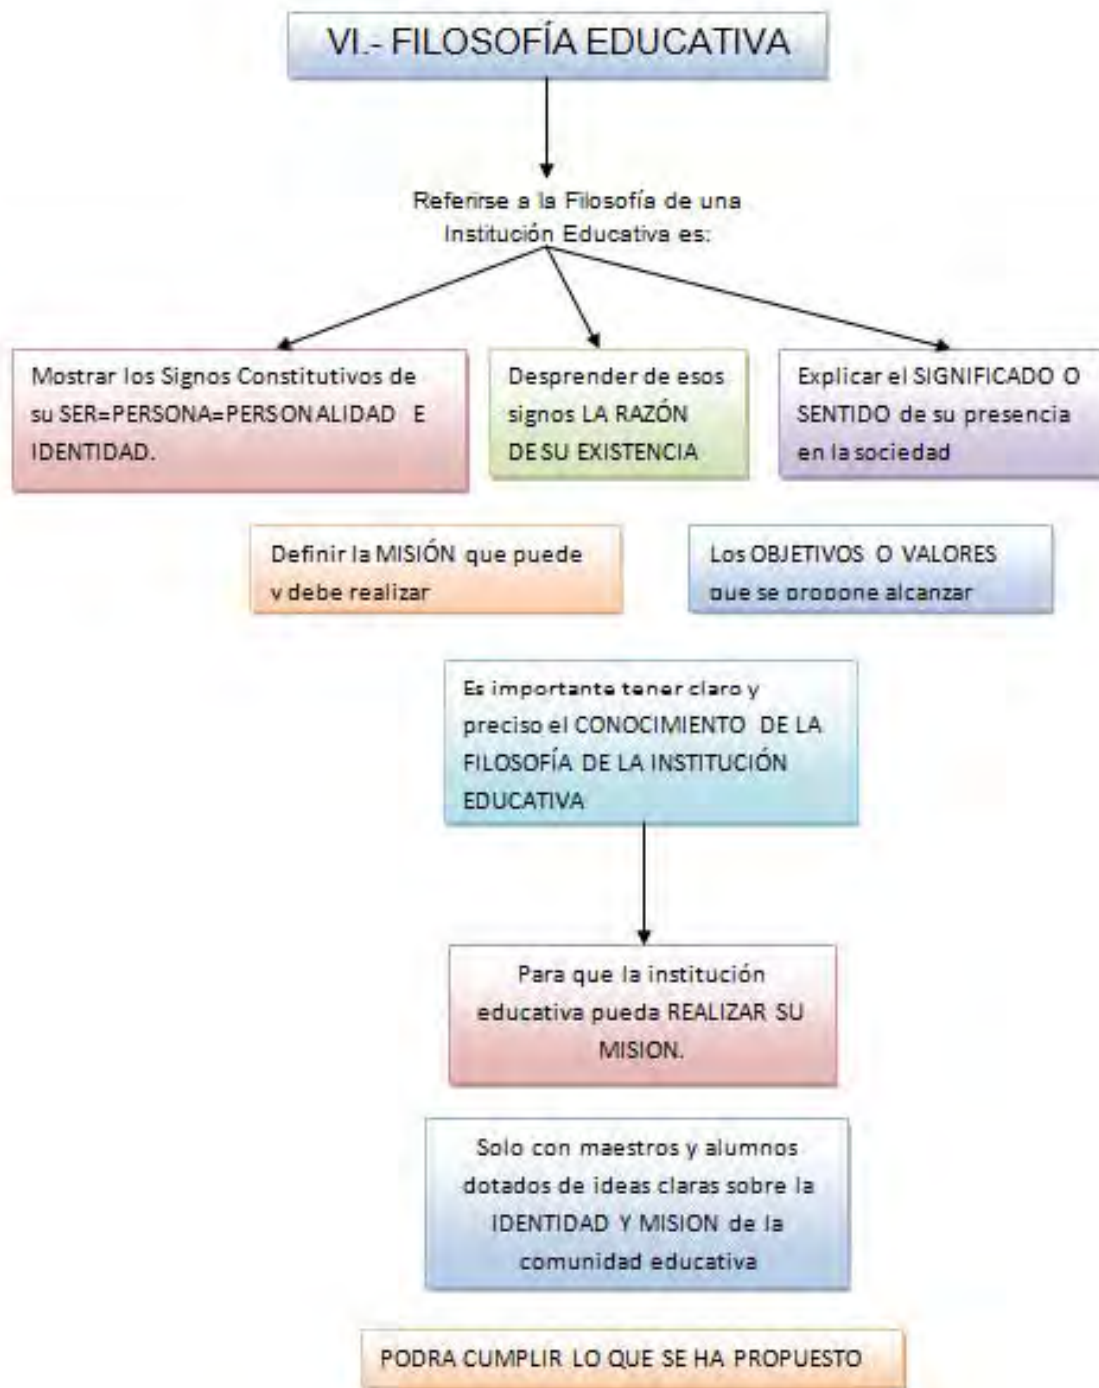 VI.- FILOSOFÍA EDUCATIVA
Referirse a la Filosofía de una
Institución Educativa es:
Mostrar los Signos Constitutivos de
su SER=PERSONA=PERSONALIDAD E
IDENTIDAD.
Desprender de esos
signos LA RAZÓN
DE SU EXISTENCIA
Explicar el SIGNIFICADO O
SENTIDO de su presencia
en la sociedad
Definir la MISIÓN que puede
y debe realizar
Los OBJETIVOS O VALORES
que se propone alcanzar
Es importante tener claro y
preciso el CONOCIMIENTO DE LA
FILOSOFÍA DE LA INSTITUCIÓN
EDUCATIVA
Para que la institución
educativa pueda REALIZAR SU
MISION.
Solo con maestros y alumnos
dotados de ideas claras sobre la
IDENTIDAD Y MISION de la
comunidad educativa
PODRA CUMPLIR LO QUE SE HA PROPUESTO